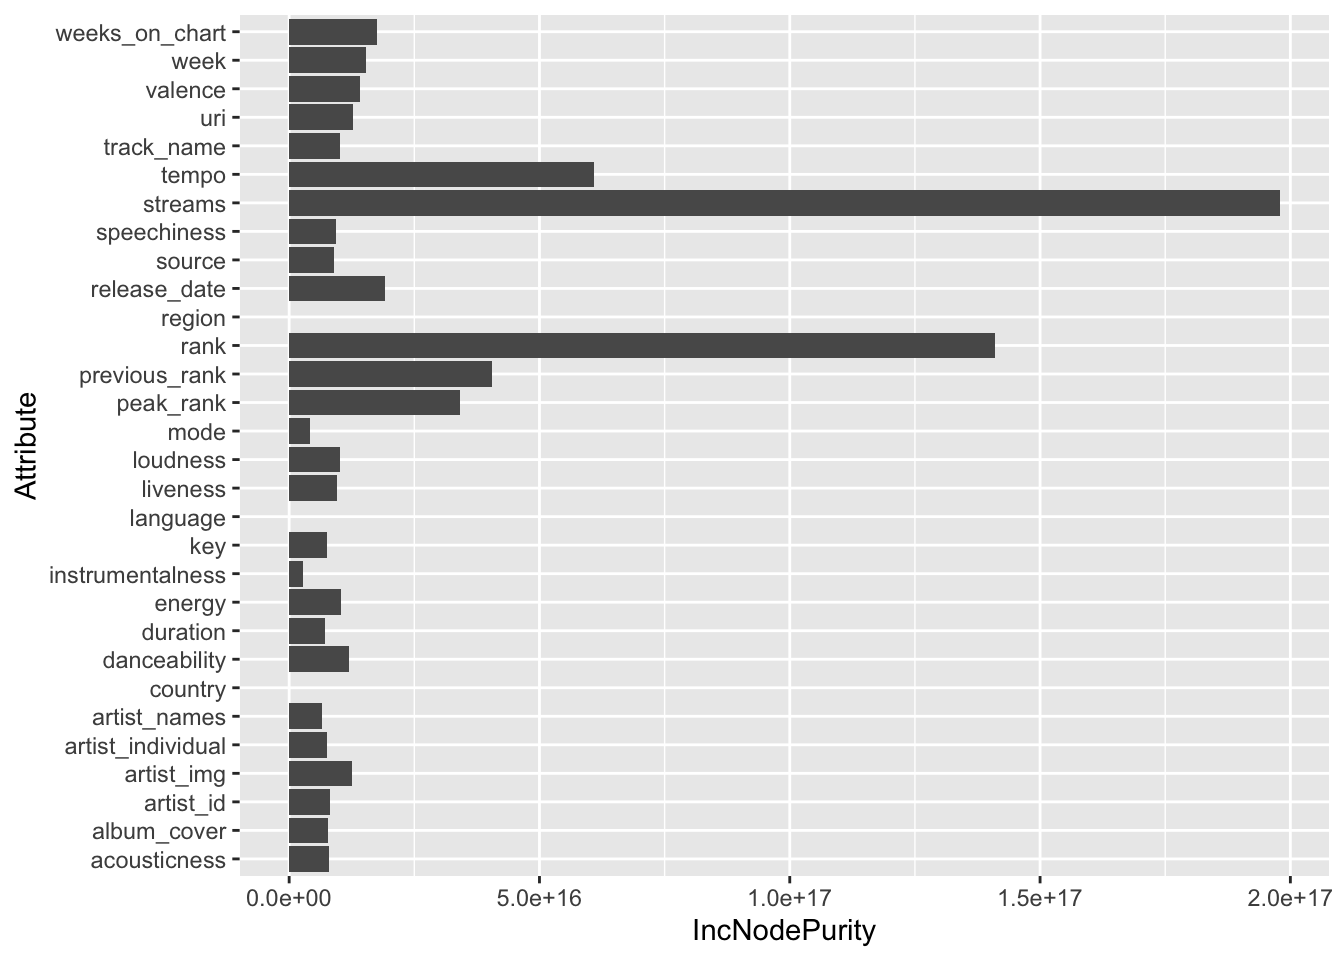 weeks_on_chart
week
valence
uri
track_name
tempo
streams
speechiness
source
release_date
region
rank
previous_rank
peak_rank
mode
loudness
liveness
language
key
instrumentalness
energy
duration
danceability
country
artist_names
artist_individual
artist_img
artist_id
album_cover
acousticness
Attribute
0.0e+00 5.0e+16 1.0e+17 1.5e+17 2.0e+17
IncNodePurity